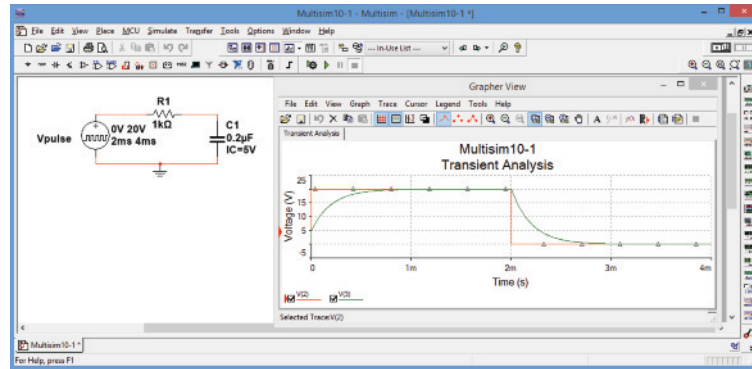 Multisim10-1 - Multisim - [Multisim10-1 *]
File Edit View Place MCU Simulate Transfer Tools Options Window Help
--- In-Use List ---
Grapher View
File Edit View Graph Trace Cursor Legend Tools Help
Transient Analysis
Multisim10-1
Transient Analysis
R1
1kΩ
Vpulse
0V 20V
2ms 4ms
C1
0.2µF
IC=5V
Voltage (V)
25
15
5
-5
0 1m 2m 3m 4m
Time (s)
V(2) V(3)
Selected Trace:V(2)
Multisim10-1 *
For Help, press F1